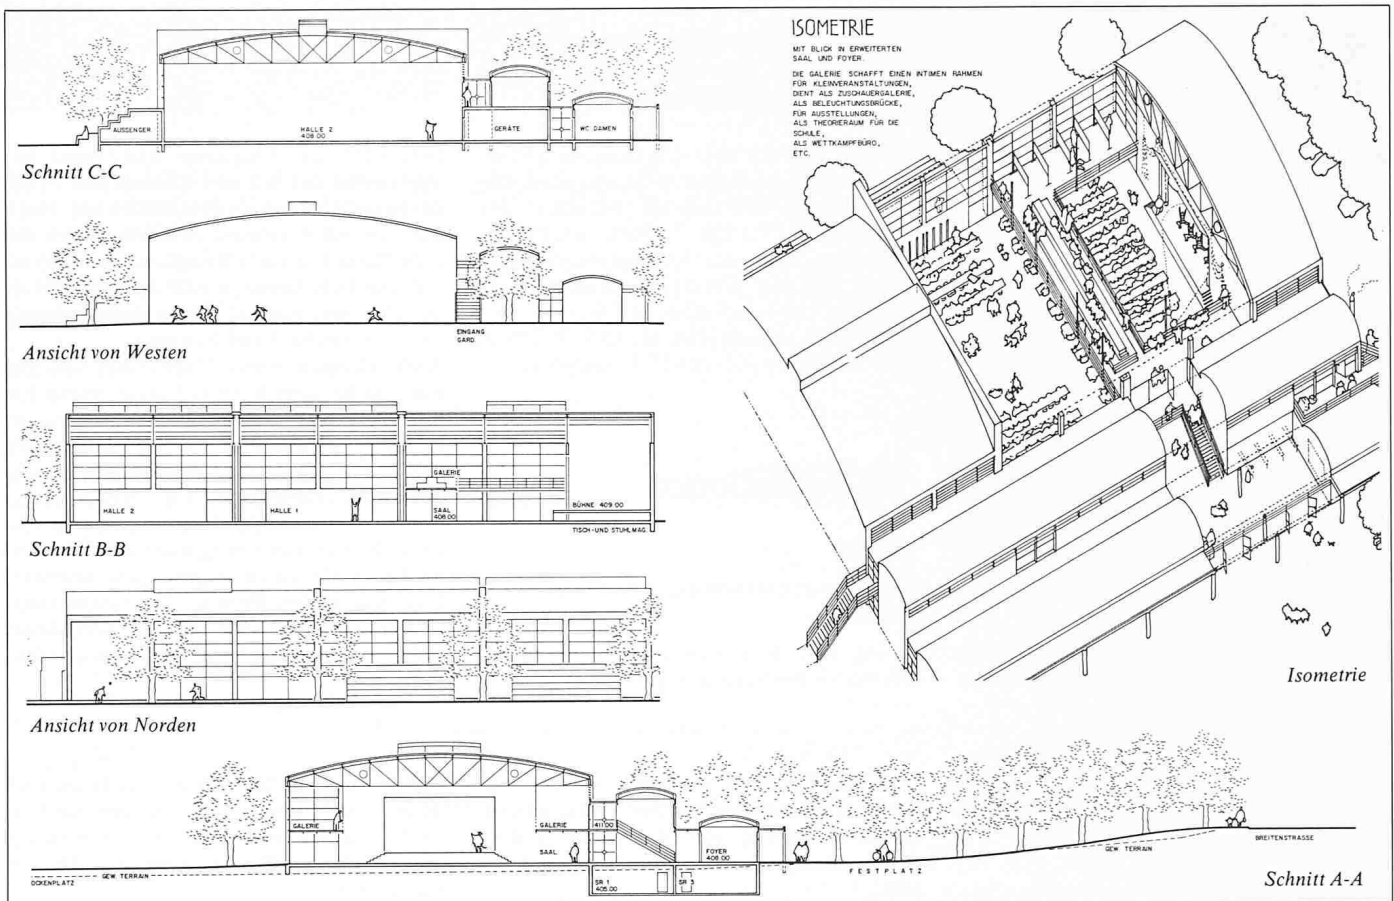 AUSSENGER.
HALLE 2
408.00
GERÄTE
WC DAMEN
Schnitt C-C
EINGANG
GARD.
Ansicht von Westen
HALLE 2
HALLE 1
GALERIE
SAAL
408.00
BÜHNE 409.00
TISCH-UND STUHLMAG.
Schnitt B-B
Ansicht von Norden
ISOMETRIE
MIT BLICK IN ERWEITERTEN
SAAL UND FOYER.
DIE GALERIE SCHAFFT EINEN INTIMEN RAHMEN
FÜR KLEINVERANSTALTUNGEN,
DIENT ALS ZUSCHAUERGALERIE,
ALS BELEUCHTUNGSBRÜCKE,
FÜR AUSSTELLUNGEN,
ALS THEORIERAUM FÜR DIE
SCHULE,
ALS WETTKAMPFBÜRO,
ETC.
Isometrie
GALERIE
GALERIE
411.00
SAAL
FOYER
408.00
SR 1
405.00
SR 3
OCKENPLATZ
GEW. TERRAIN
FESTPLATZ
GEW. TERRAIN
BREITENSTRASSE
Schnitt A-A